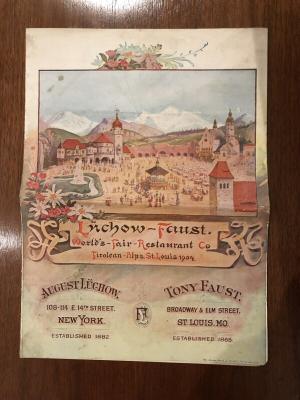 Lüchow-Faust.
World's-Fair-Restaurant Co
Tirolean-Alps. St. Louis 1904.
AUGUST LÜCHOW,
108-114 E. 14TH STREET.
NEW YORK.
ESTABLISHED 1882
TONY FAUST.
BROADWAY & ELM STREET,
ST LOUIS. MO.
ESTABLISHED 1865